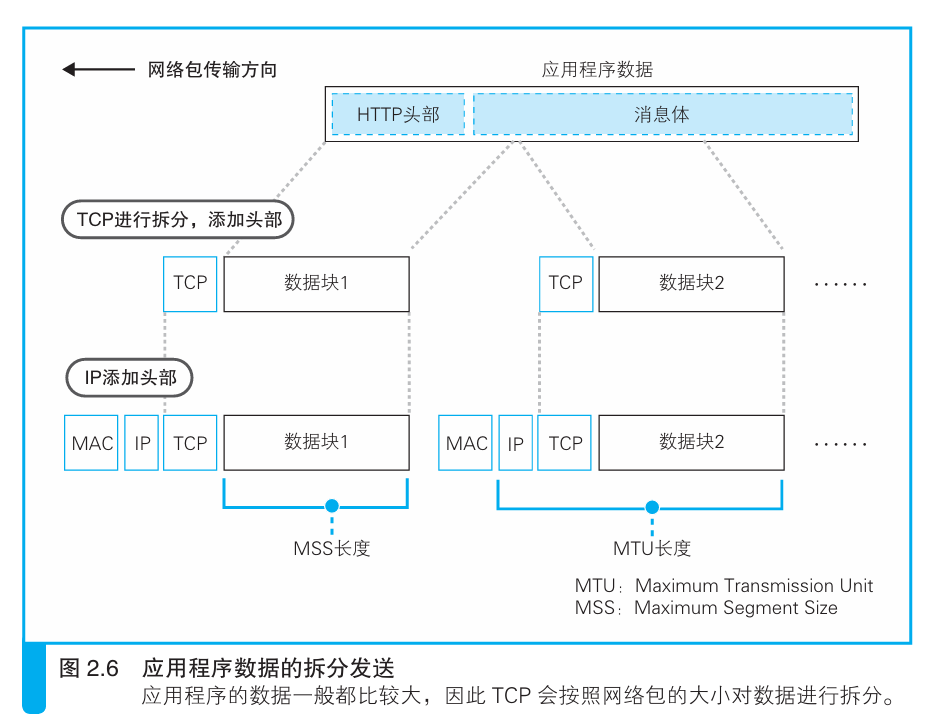 网络包传输方向
应用程序数据
HTTP头部 消息体
TCP进行拆分，添加头部
TCP 数据块1 TCP 数据块2 ······
IP添加头部
MAC IP TCP 数据块1 MAC IP TCP 数据块2 ······
MSS长度 MTU长度
MTU：Maximum Transmission Unit
MSS：Maximum Segment Size
图 2.6 应用程序数据的拆分发送
应用程序的数据一般都比较大，因此 TCP 会按照网络包的大小对数据进行拆分。